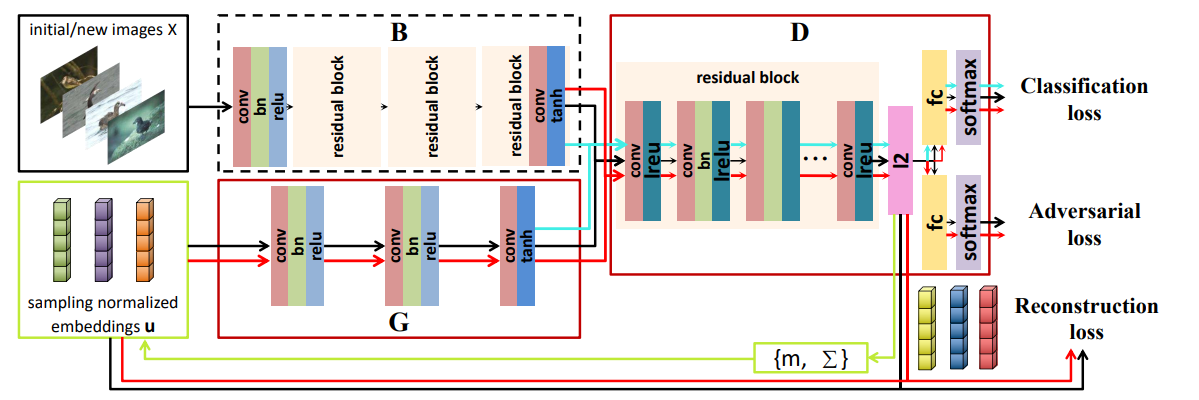 initial/new images X
B
conv
bn
relu
residual block
residual block
residual block
conv
tanh
D
residual block
conv
lreu
conv
bn
lrelu
...
conv
lreu
l2
fc
softmax
fc
softmax
Classification
loss
Adversarial
loss
Reconstruction
loss
sampling normalized
embeddings u
conv
bn
relu
conv
bn
relu
conv
tanh
G
{m, Σ}